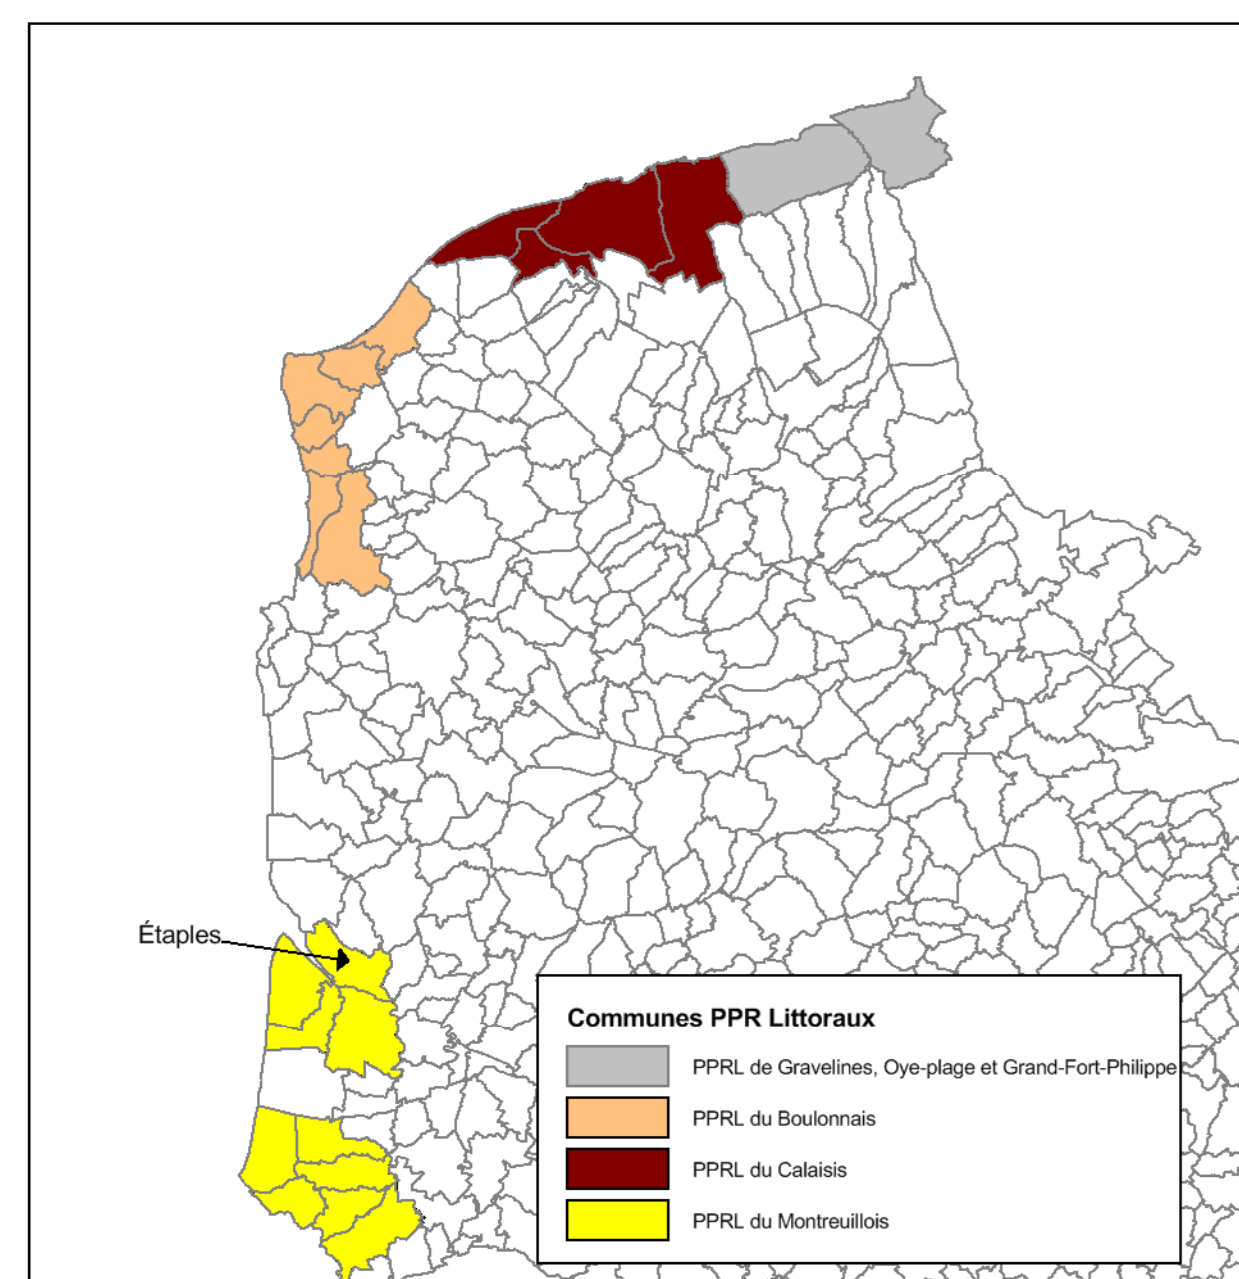 Étaples
Communes PPR Littoraux
PPRL de Gravelines, Oye-plage et Grand-Fort-Philippe
PPRL du Boulonnais
PPRL du Calaisis
PPRL du Montreuillois